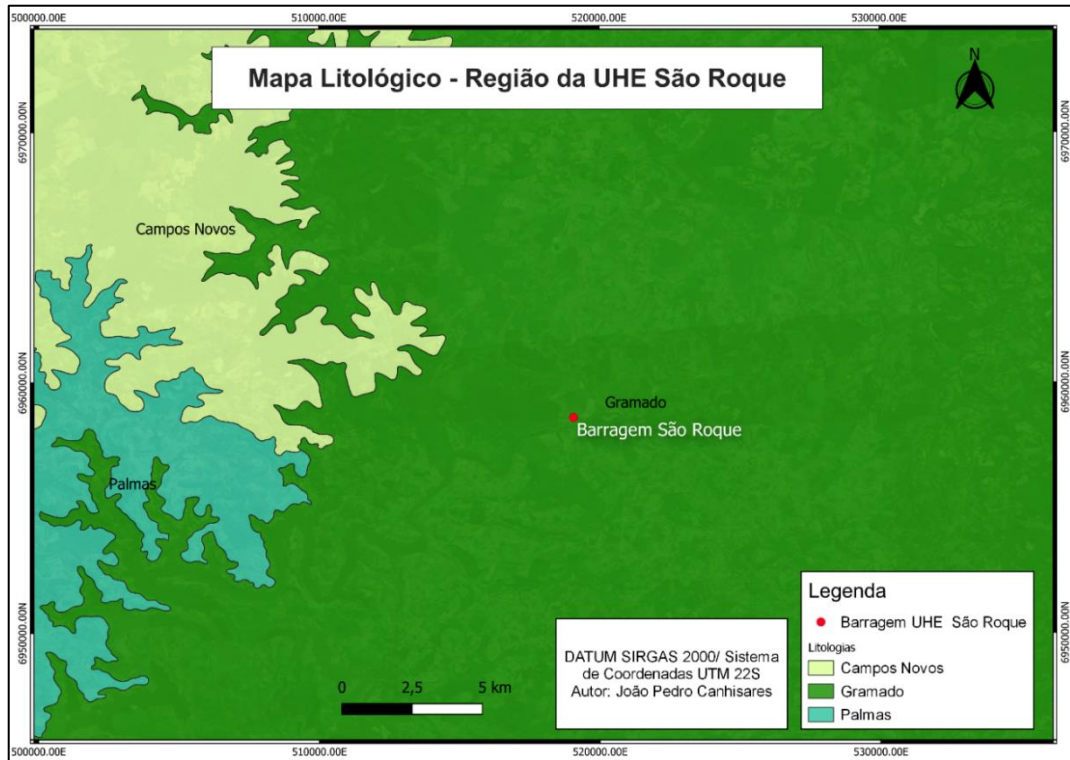 500000.00E
510000.00E
520000.00E
530000.00E
Mapa Litológico - Região da UHE São Roque
N
6970000.00N
6970000.00N
Campos Novos
6960000.00N
6960000.00N
Gramado
Barragem São Roque
Palmas
Legenda
Barragem UHE São Roque
Litologias
Campos Novos
Gramado
Palmas
6950000.00N
6950000.00N
DATUM SIRGAS 2000/ Sistema
de Coordenadas UTM 22S
Autor: João Pedro Canhisares
0 2,5 5 km
500000.00E
510000.00E
520000.00E
530000.00E